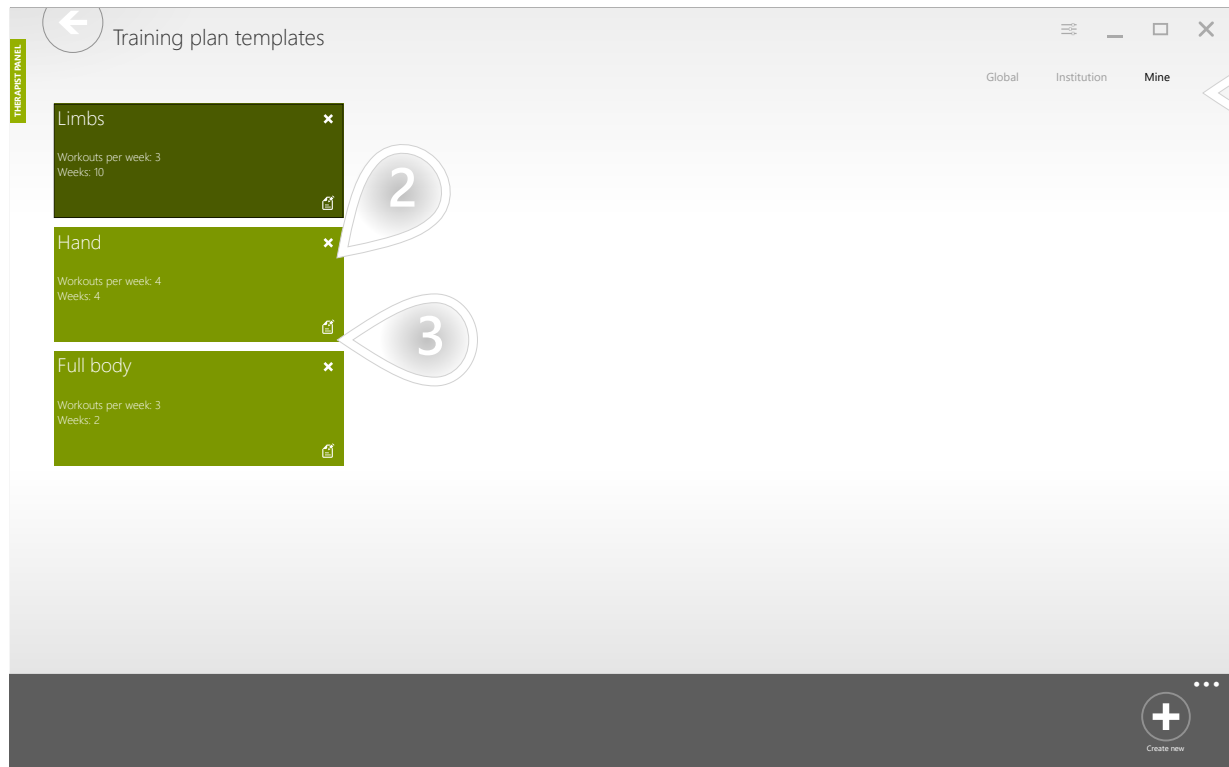 Training plan templates
THERAPIST PANEL
Global Institution Mine
Limbs
Workouts per week: 3
Weeks: 10
2
Hand
Workouts per week: 4
Weeks: 4
3
Full body
Workouts per week: 3
Weeks: 2
Create new